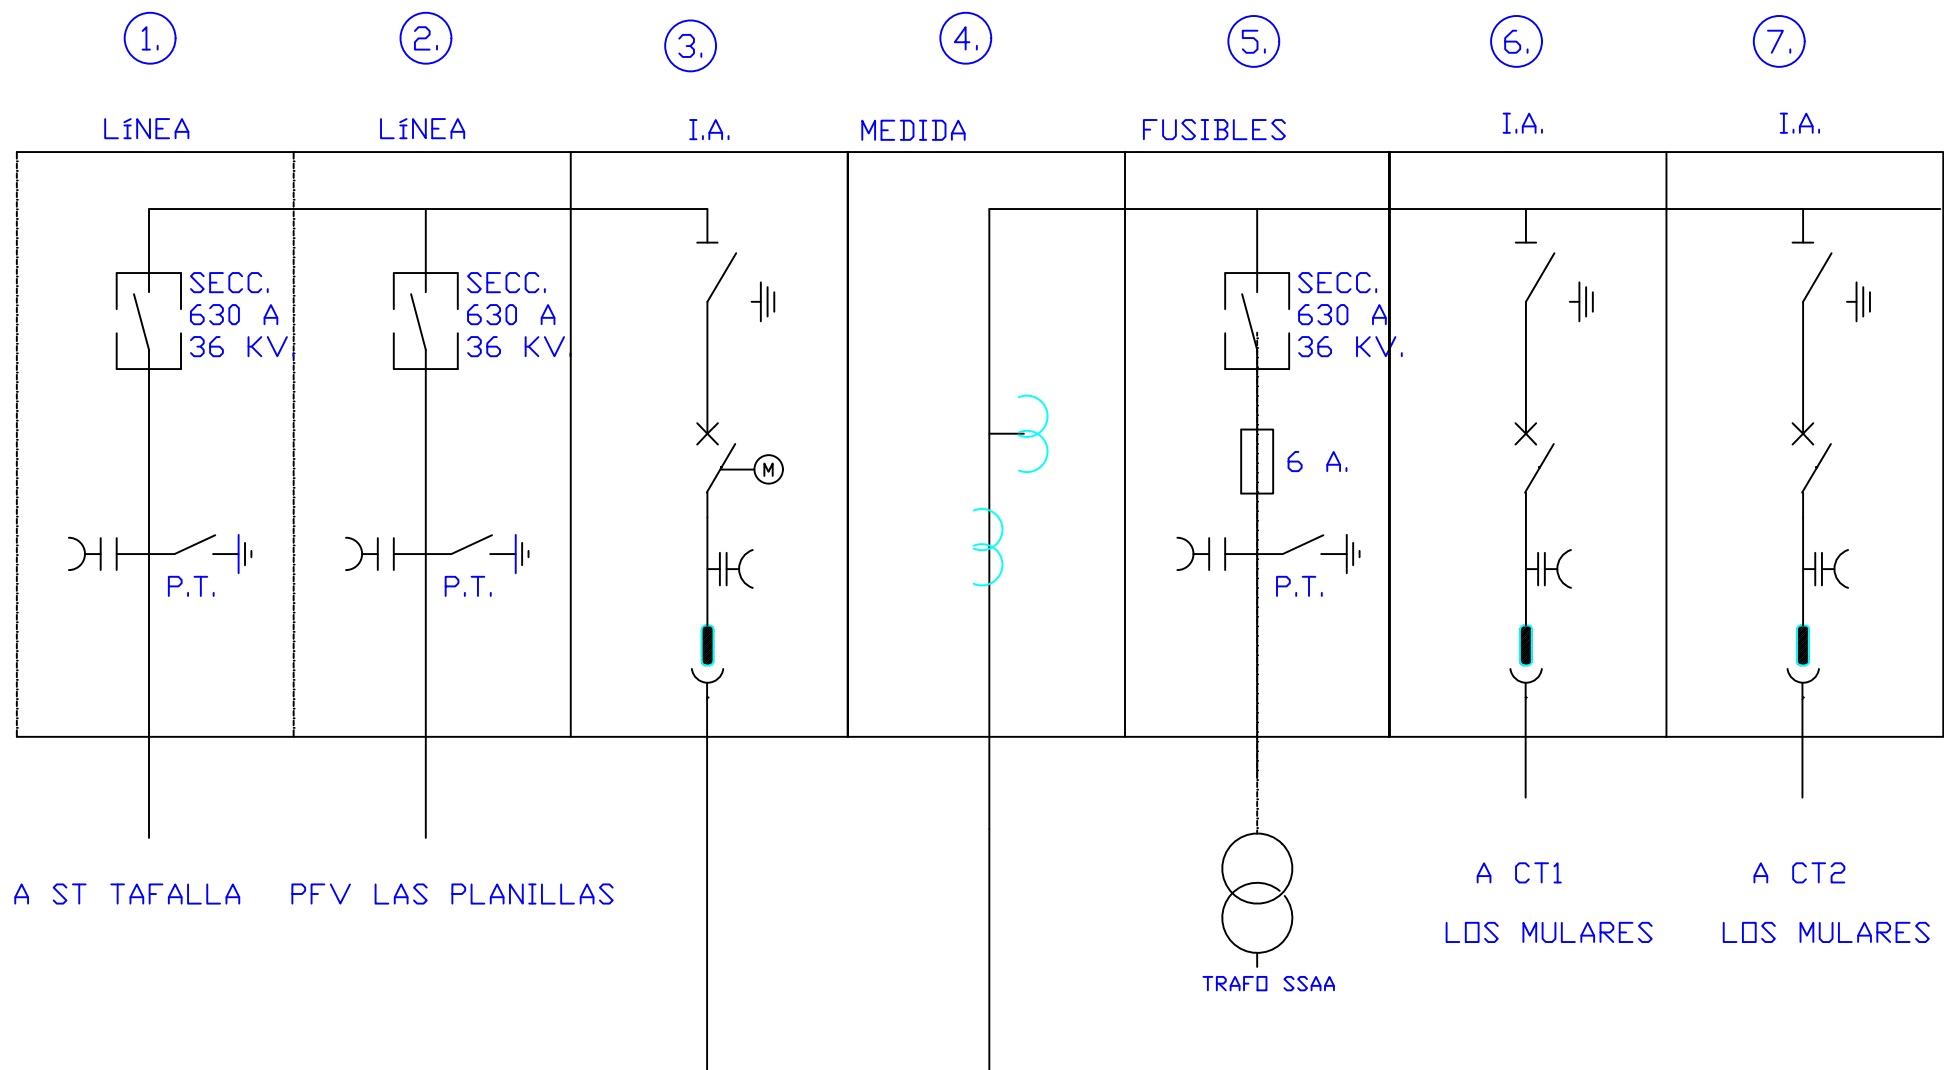 1.
2.
3.
4.
5.
6.
7.
LíNEA
LíNEA
I.A.
MEDIDA
FUSIBLES
I.A.
I.A.
SECC.
630 A
36 KV.
SECC.
630 A
36 KV
SECC.
630 A
36 KV.
M
6 A.
P.T.
P.T.
P.T.
A ST TAFALLA
PFV LAS PLANILLAS
TRAFO SSAA
A CT1
LOS MULARES
A CT2
LOS MULARES